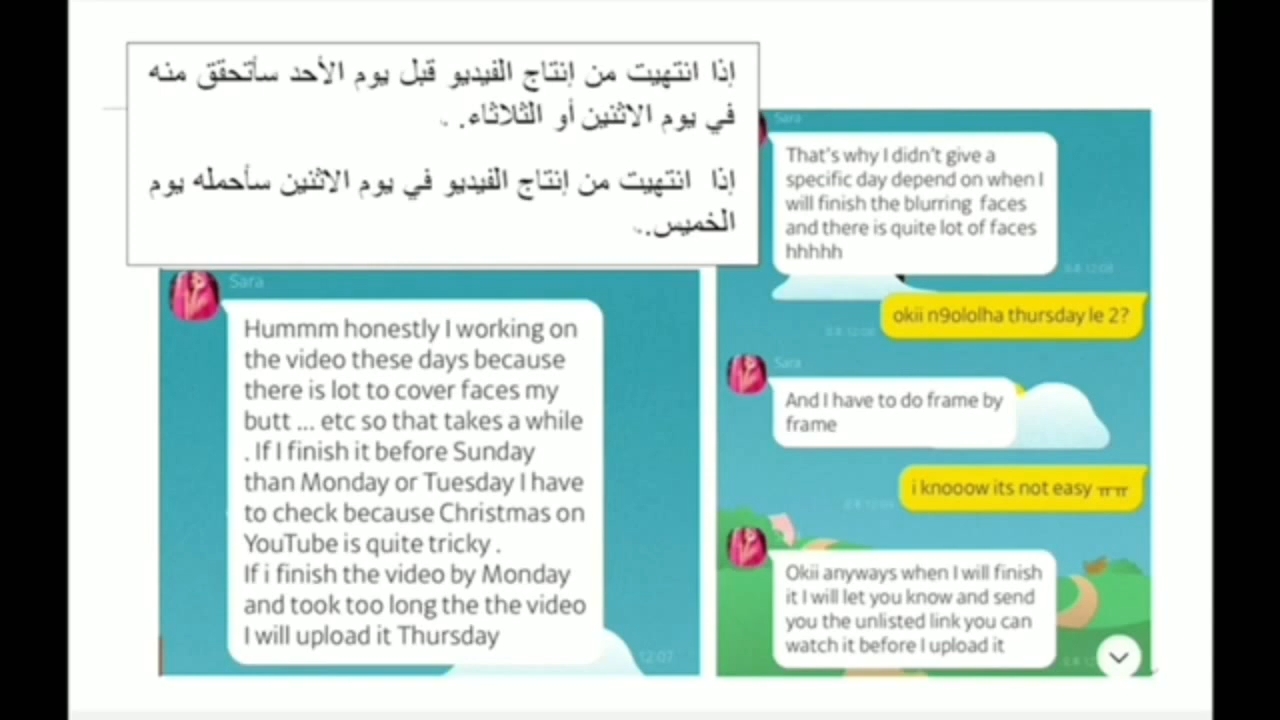 إذا انتهيت من إنتاج الفيديو قبل يوم الأحد سأتحقق منه
في يوم الاثنين أو الثلاثاء.
إذا انتهيت من إنتاج الفيديو في يوم الاثنين سأحمله يوم
الخميس.
Sara
Hummm honestly I working on
the video these days because
there is lot to cover faces my
butt ... etc so that takes a while
. If I finish it before Sunday
than Monday or Tuesday I have
to check because Christmas on
YouTube is quite tricky .
If i finish the video by Monday
and took too long the the video
I will upload it Thursday
12:07
Sara
That's why I didn't give a
specific day depend on when I
will finish the blurring faces
and there is quite lot of faces
hhhhh
12:08
okii n9ololha thursday le 2?
Sara
And I have to do frame by
frame
i knooow its not easy ㅠㅠ
Okii anyways when I will finish
it I will let you know and send
you the unlisted link you can
watch it before I upload it